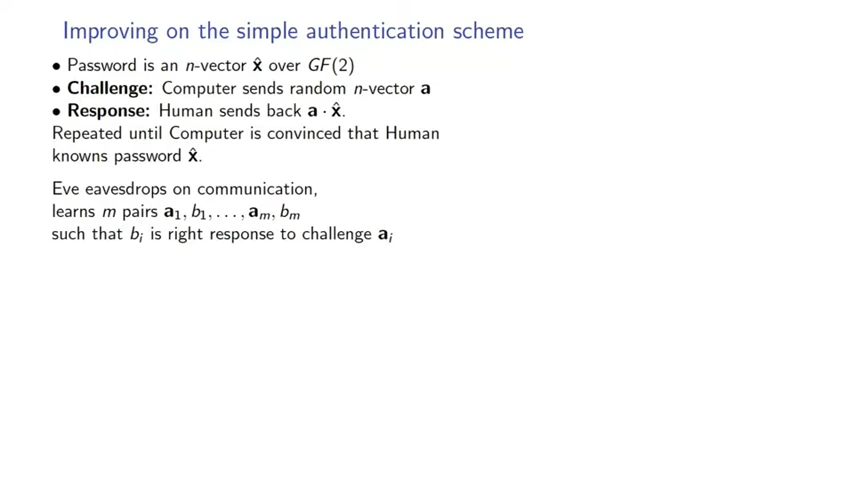 Improving on the simple authentication scheme
• Password is an n-vector x̂ over GF(2)
• Challenge: Computer sends random n-vector a
• Response: Human sends back a · x̂.
Repeated until Computer is convinced that Human
knowns password x̂.
Eve eavesdrops on communication,
learns m pairs a₁, b₁, . . . , aₘ, bₘ
such that bᵢ is right response to challenge aᵢ